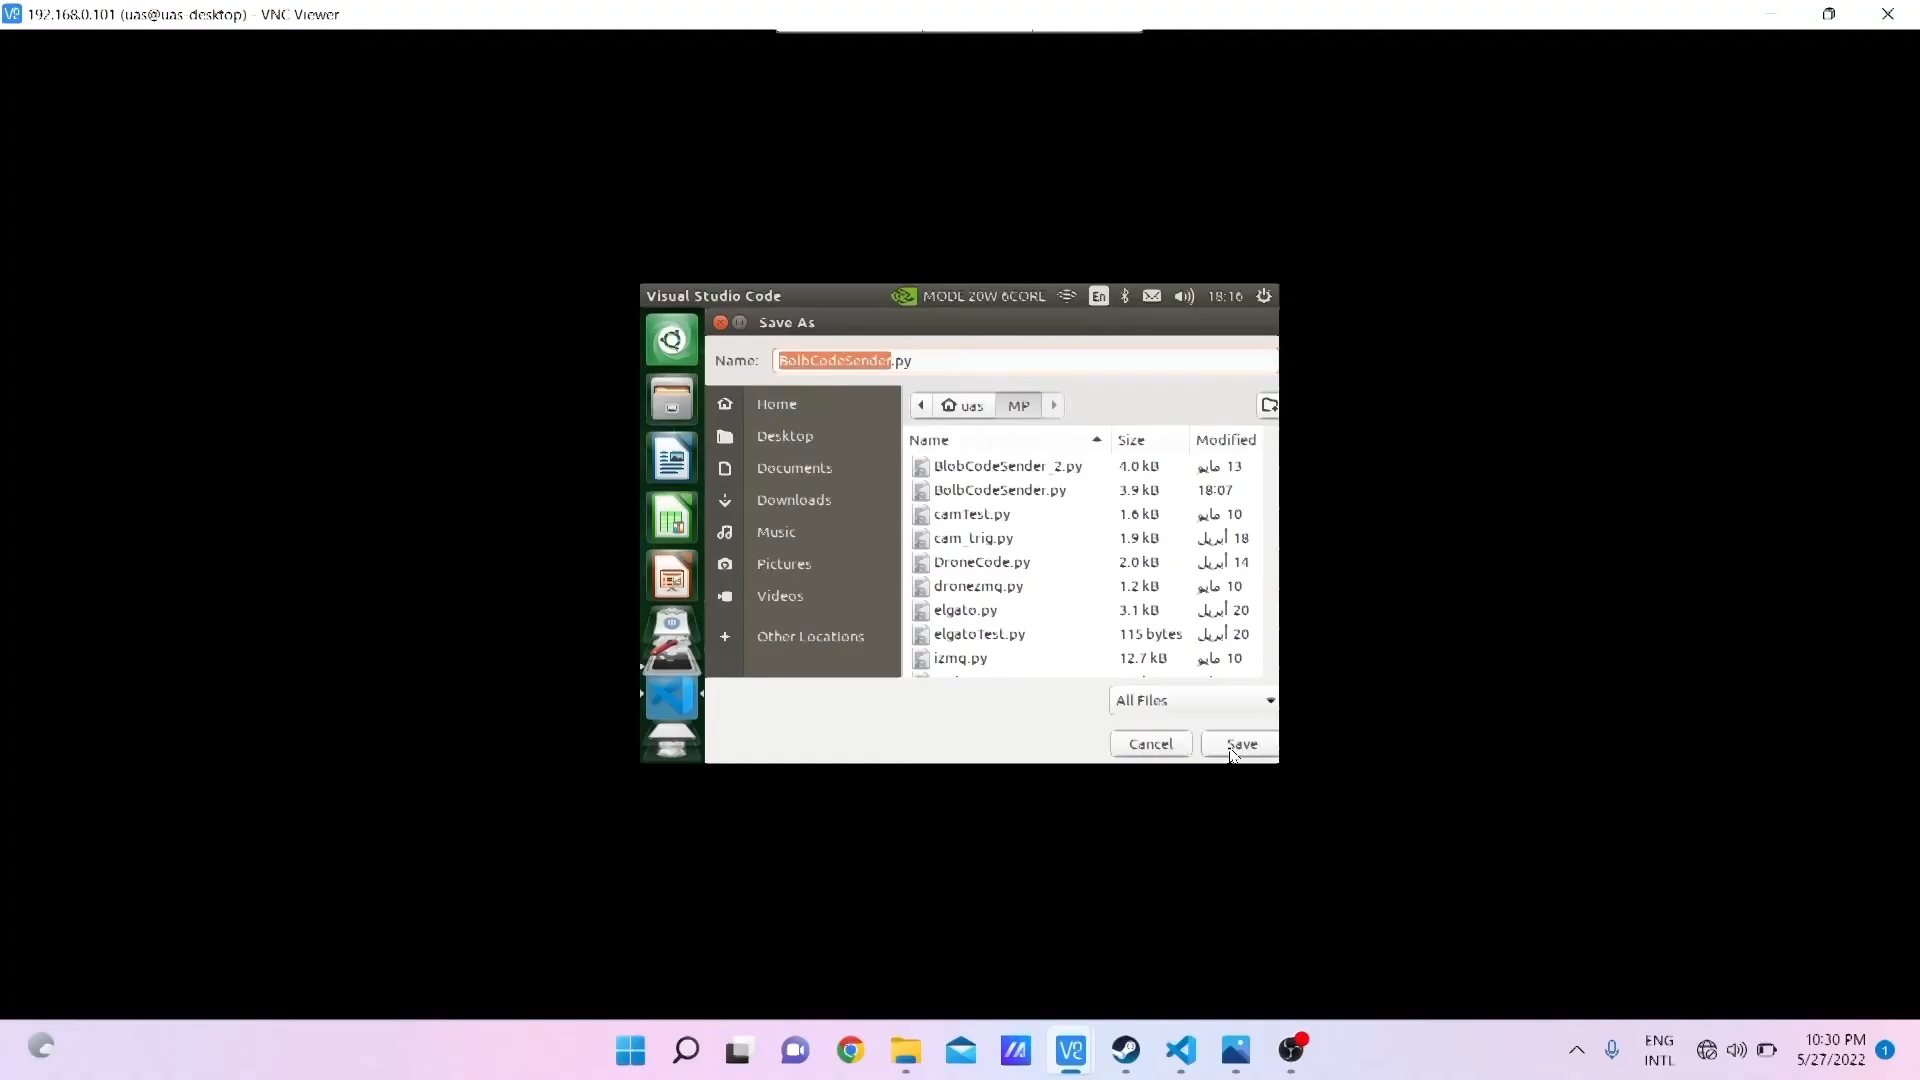 192.168.0.101 (uas@uas-desktop) - VNC Viewer
Visual Studio Code MODE 20W 6CORE En 18:16
Save As
Name: BolbCodeSender.py
Home
Desktop
Documents
Downloads
Music
Pictures
Videos
Other Locations
uas MP
Name Size Modified
BlobCodeSender_2.py 4.0 kB 13 مايو
BolbCodeSender.py 3.9 kB 18:07
camTest.py 1.6 kB 10 مايو
cam_trig.py 1.9 kB 18 أبريل
DroneCode.py 2.0 kB 14 أبريل
dronezmq.py 1.2 kB 10 مايو
elgato.py 3.1 kB 20 أبريل
elgatoTest.py 115 bytes 20 أبريل
izmq.py 12.7 kB 10 مايو
All Files
Cancel Save
ENG
INTL
10:30 PM
5/27/2022
1